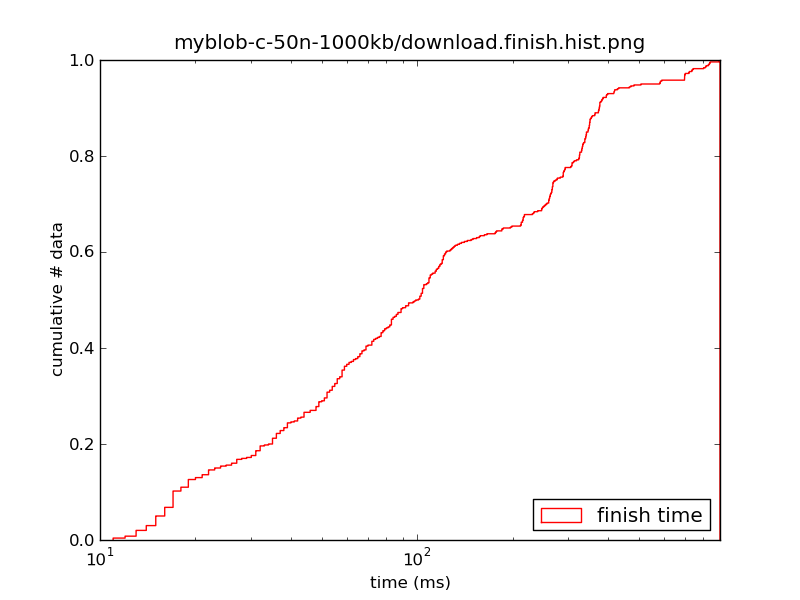 myblob-c-50n-1000kb/download.finish.hist.png
1.0
0.8
0.6
0.4
0.2
0.0
cumulative # data
finish time
10¹ 10²
time (ms)